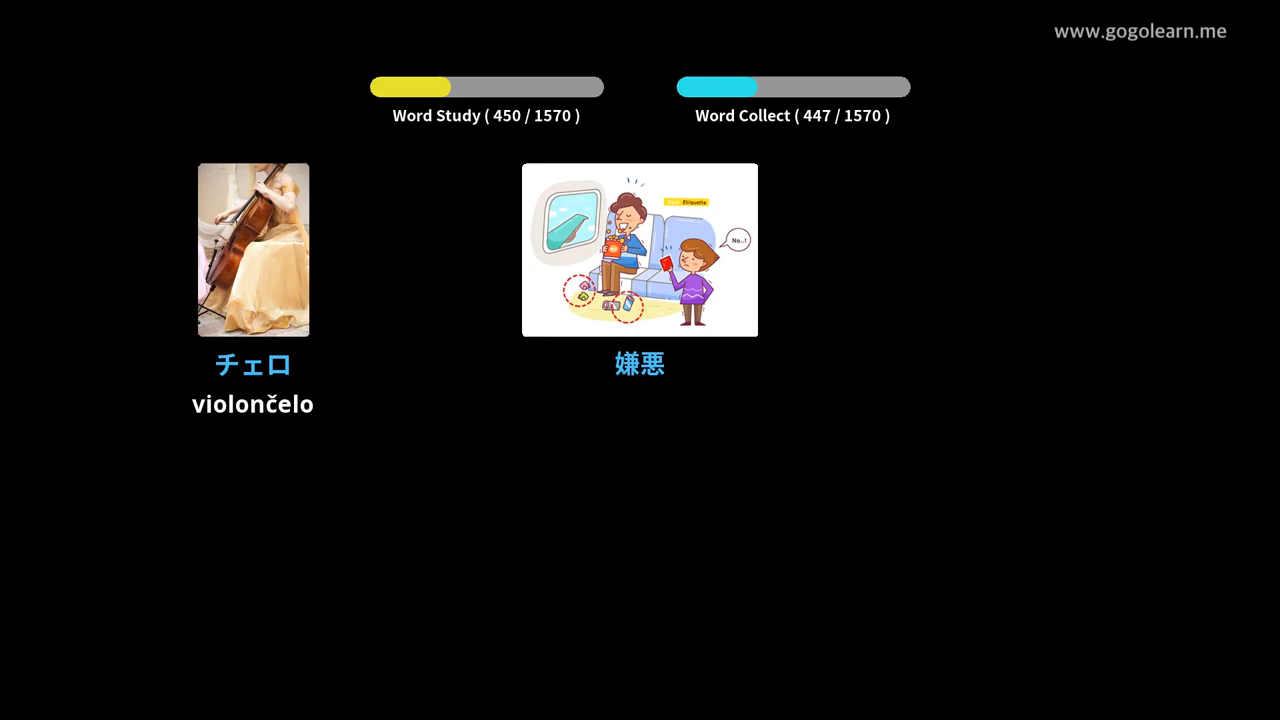 www.gogolearn.me
Word Study ( 450 / 1570 )
Word Collect ( 447 / 1570 )
Etiquette
No..!
チェロ
嫌悪
violončelo